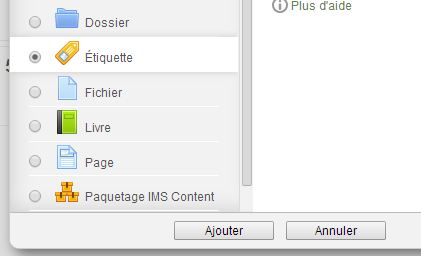 Plus d'aide
Dossier
Étiquette
Fichier
Livre
Page
Paquetage IMS Content
Ajouter
Annuler